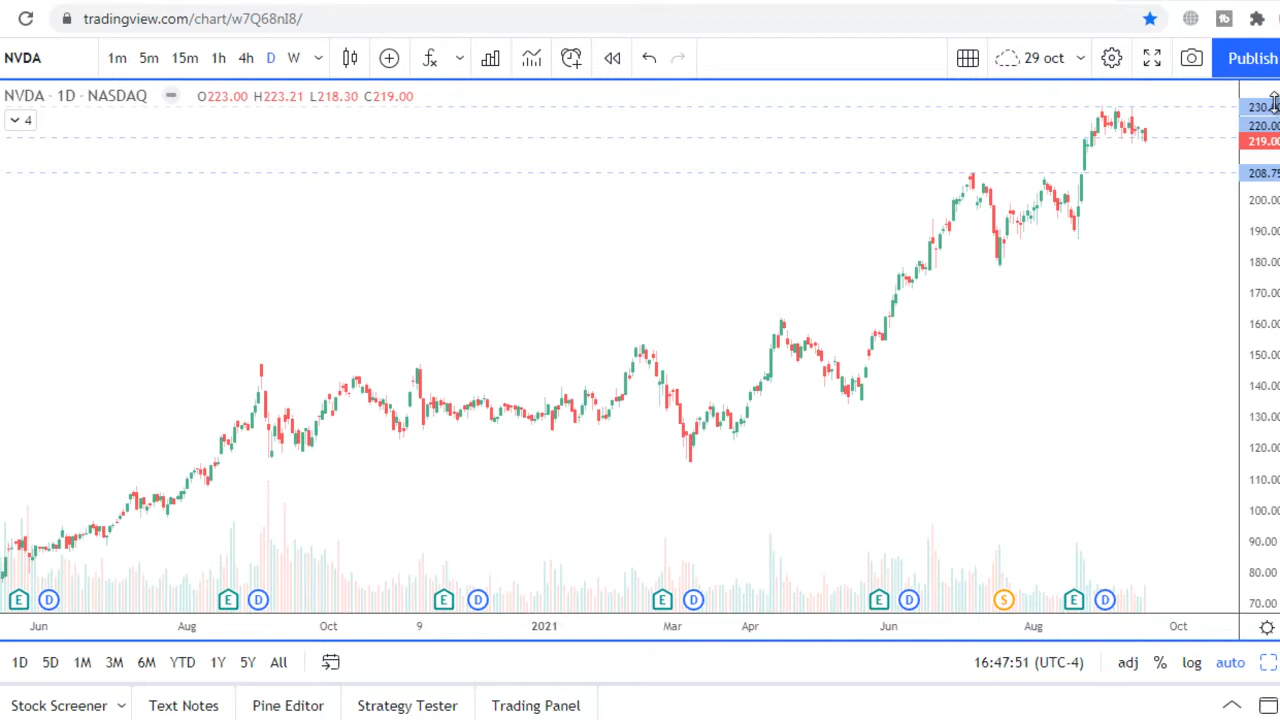 tradingview.com/chart/w7Q68nI8/
NVDA 1m 5m 15m 1h 4h D W 29 oct Publish
NVDA · 1D · NASDAQ O223.00 H223.21 L218.30 C219.00
4
220.00
219.00
208.75
200.00
190.00
180.00
170.00
160.00
150.00
140.00
130.00
120.00
110.00
100.00
90.00
80.00
70.00
E D E D E D E D E D S E D
Jun Aug Oct 9 2021 Mar Apr Jun Aug Oct
1D 5D 1M 3M 6M YTD 1Y 5Y All 16:47:51 (UTC-4) adj % log auto
Stock Screener Text Notes Pine Editor Strategy Tester Trading Panel